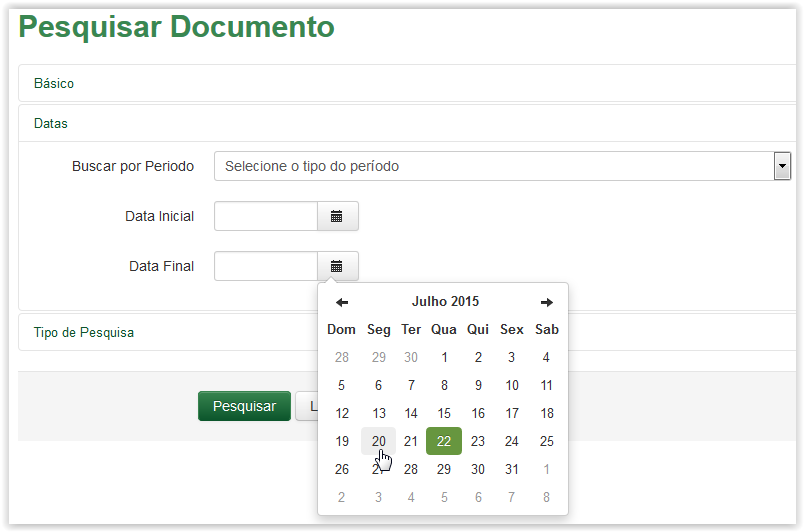 Pesquisar Documento
Básico
Datas
Buscar por Periodo Selecione o tipo do período
Data Inicial
Data Final
Julho 2015
Dom Seg Ter Qua Qui Sex Sab
28 29 30 1 2 3 4
5 6 7 8 9 10 11
12 13 14 15 16 17 18
19 20 21 22 23 24 25
26 27 28 29 30 31 1
2 3 4 5 6 7 8
Tipo de Pesquisa
Pesquisar L